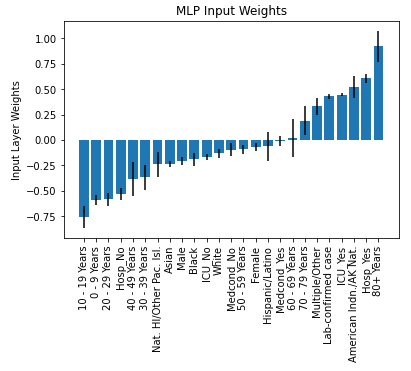 MLP Input Weights
Input Layer Weights
1.00
0.75
0.50
0.25
0.00
−0.25
−0.50
−0.75
10 - 19 Years
0 - 9 Years
20 - 29 Years
Hosp_No
40 - 49 Years
30 - 39 Years
Nat. HI/Other Pac. Isl.
Asian
Male
Black
ICU_No
White
Medcond_No
50 - 59 Years
Female
Hispanic/Latino
Medcond_Yes
60 - 69 Years
70 - 79 Years
Multiple/Other
Lab-confirmed case
ICU_Yes
American Indn./AK Nat.
Hosp_Yes
80+ Years